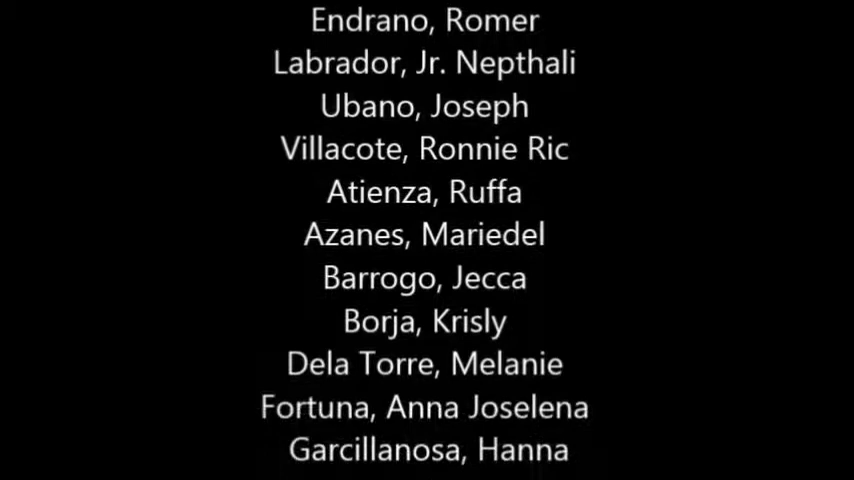 Endrano, Romer
Labrador, Jr. Nepthali
Ubano, Joseph
Villacote, Ronnie Ric
Atienza, Ruffa
Azanes, Mariedel
Barrogo, Jecca
Borja, Krisly
Dela Torre, Melanie
Fortuna, Anna Joselena
Garcillanosa, Hanna